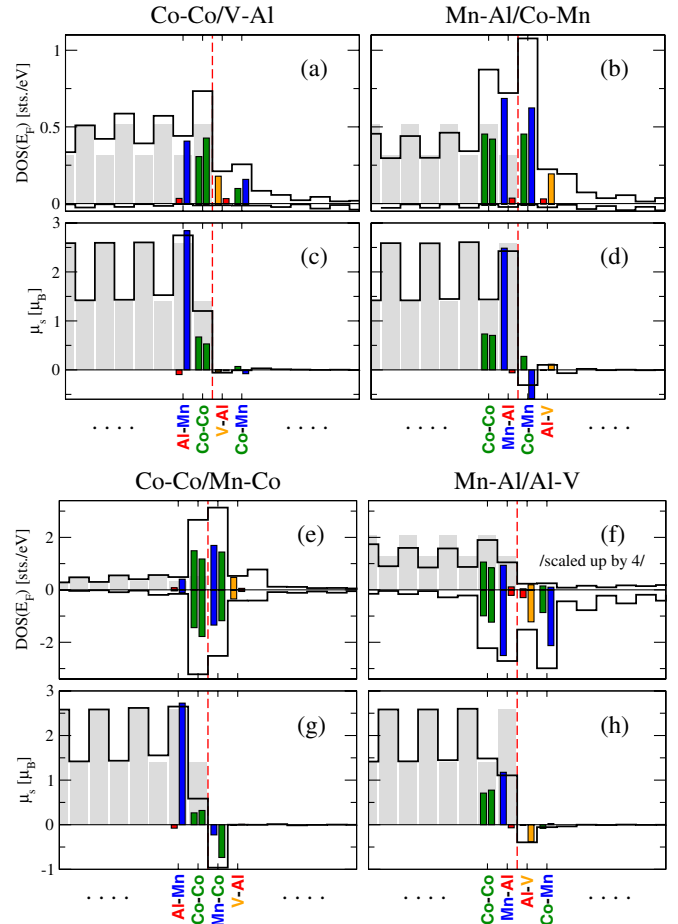 Co-Co/V-Al
Mn-Al/Co-Mn
1
0.5
0
DOS(E_F) [sts./eV]
(a)
(b)
3
2
1
0
μ_s [μ_B]
(c)
(d)
. . . .
Al-Mn
Co-Co
V-Al
Co-Mn
. . . .
. . . .
Co-Co
Mn-Al
Co-Mn
Al-V
. . . .
Co-Co/Mn-Co
Mn-Al/Al-V
2
0
-2
DOS(E_F) [sts./eV]
(e)
(f)
/scaled up by 4/
3
2
1
0
-1
μ_s [μ_B]
(g)
(h)
. . . .
Al-Mn
Co-Co
Mn-Co
V-Al
. . . .
. . . .
Co-Co
Mn-Al
Al-V
Co-Mn
. . . .